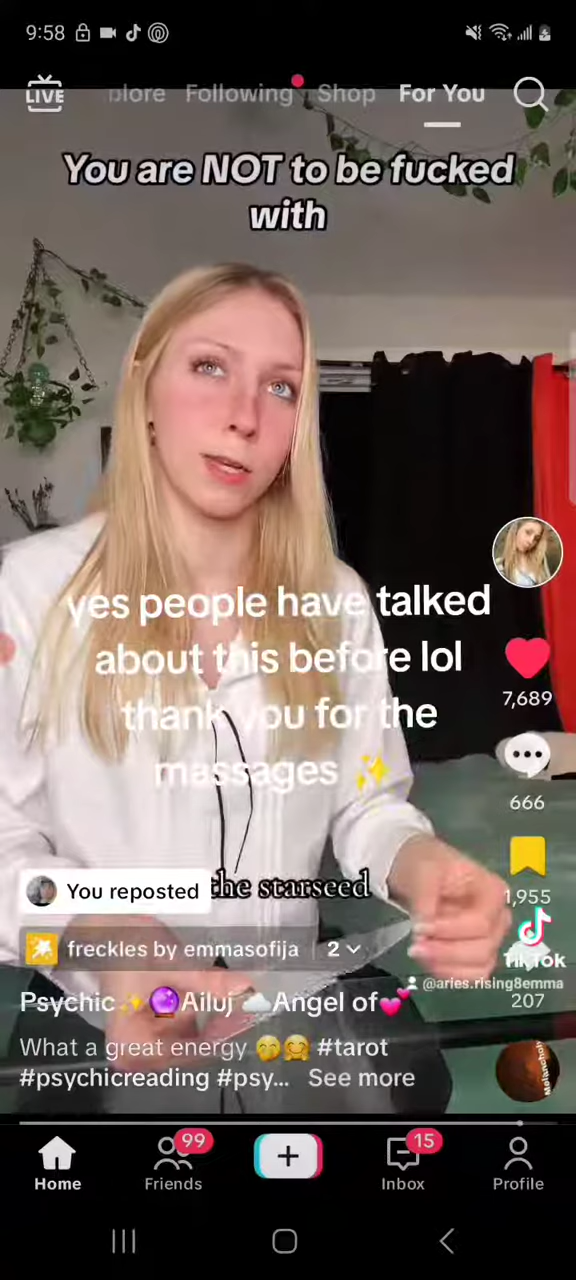 9:58
LIVE
plore Following Shop For You
You are NOT to be fucked
with
yes people have talked
about this before lol
thank you for the
massages ✨
7,689
666
1,955
You reposted
the starseed
freckles by emmasofija 2
TikTok
@aries.rising8emma
Psychic✨🔮Ailuj☁️Angel of💕
207
What a great energy 🤭🤗 #tarot
#psychicreading #psy... See more
Melancholy
99
15
Home Friends Inbox Profile